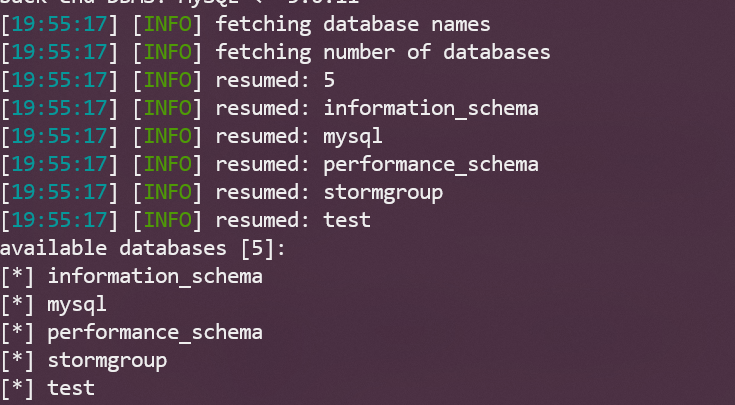 back-end DBMS: MySQL
[19:55:17] [INFO] fetching database names
[19:55:17] [INFO] fetching number of databases
[19:55:17] [INFO] resumed: 5
[19:55:17] [INFO] resumed: information_schema
[19:55:17] [INFO] resumed: mysql
[19:55:17] [INFO] resumed: performance_schema
[19:55:17] [INFO] resumed: stormgroup
[19:55:17] [INFO] resumed: test
available databases [5]:
[*] information_schema
[*] mysql
[*] performance_schema
[*] stormgroup
[*] test